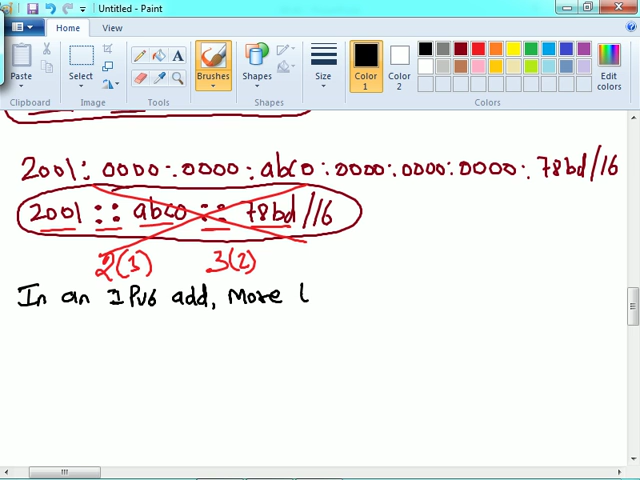 Untitled - Paint
Home View
Paste Select Brushes Shapes Size Color 1 Color 2 Edit colors
Clipboard Image Tools Shapes Colors
2001:0000:0000:abc0:0000:0000:0000:78bd/16
2001::abc0::78bd/16
3(2)
In an IPv6 add, More